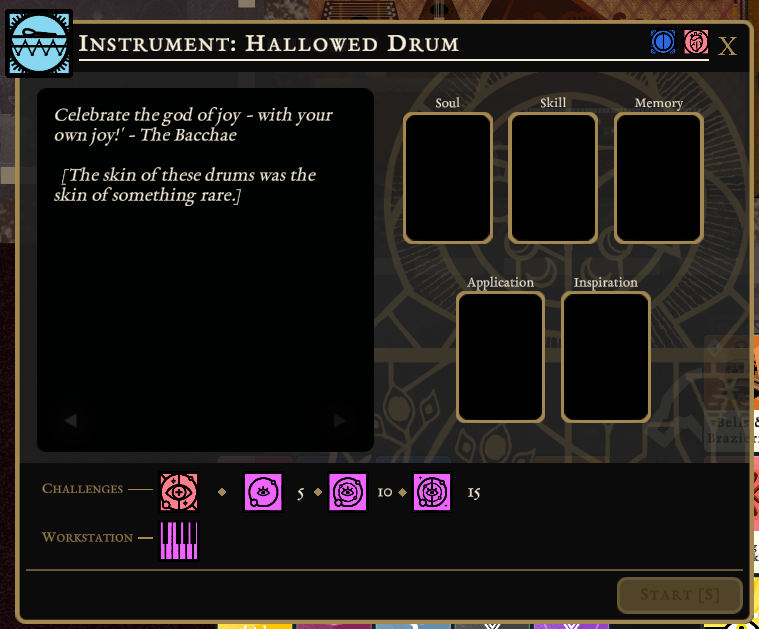 Instrument: Hallowed Drum
X
Celebrate the god of joy - with your
own joy!' - The Bacchae
[The skin of these drums was the
skin of something rare.]
Soul
Skill
Memory
Application
Inspiration
Challenges
5
10
15
Workstation
Start [S]